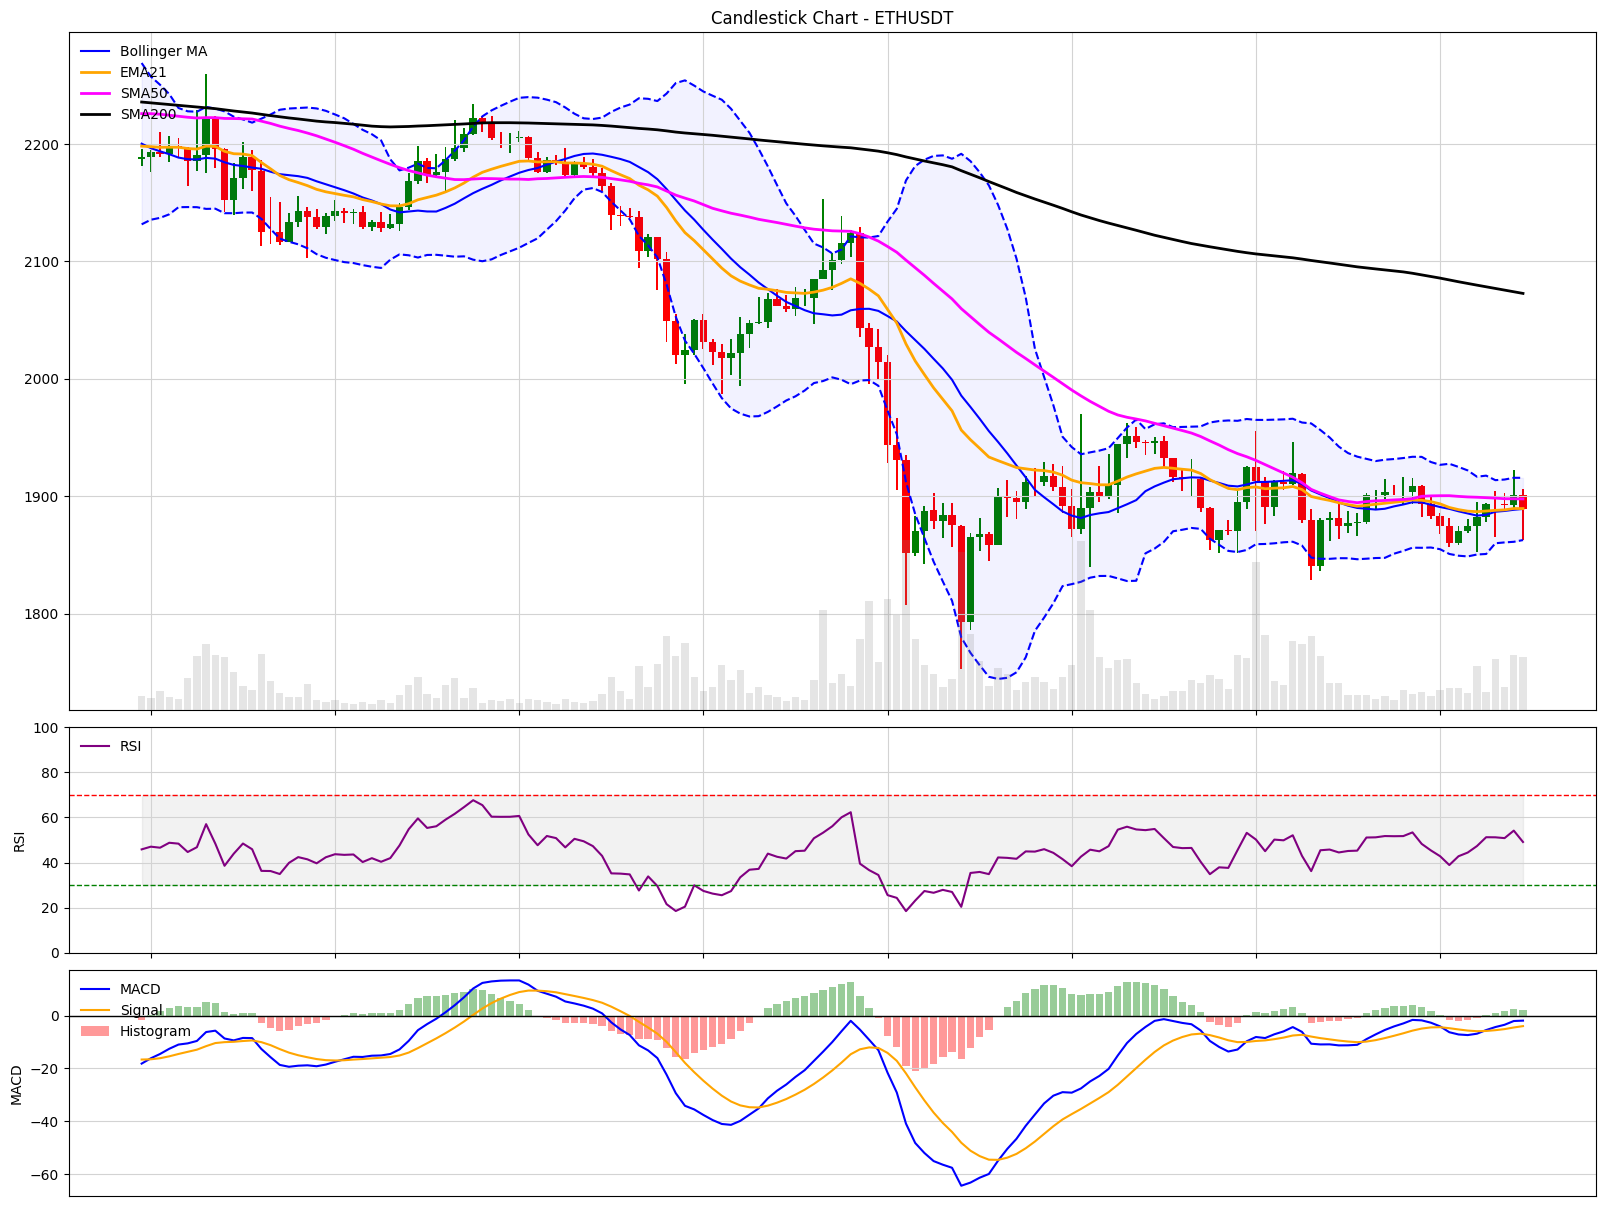 Candlestick Chart - ETHUSDT
Bollinger MA
EMA21
SMA50
SMA200
2200
2100
2000
1900
1800
RSI
100
80
60
40
20
0
RSI
MACD
Signal
Histogram
0
−20
−40
−60
MACD